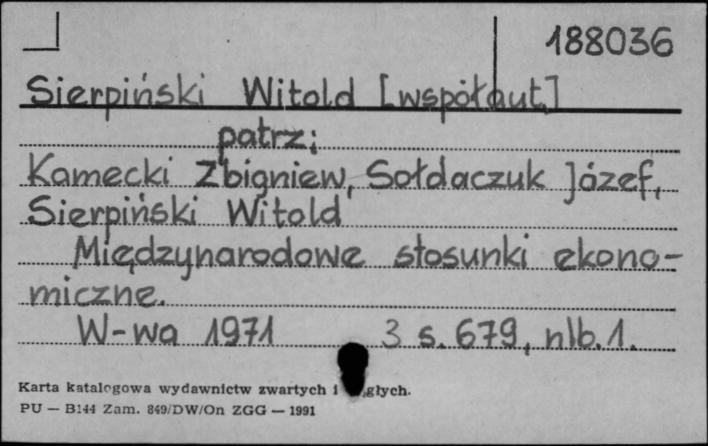 188036
Sierpiński Witold [współaut.]
patrz:
Kamecki Zbigniew, Sołdaczuk Józef,
Sierpiński Witold
Międzynarodowe stosunki ekono-
miczne.
W-wa 1971 3 s. 679, nlb. 1.
Karta katalogowa wydawnictw zwartych i
PU — B144 Zam. 849/DW/On ZGG — 1991